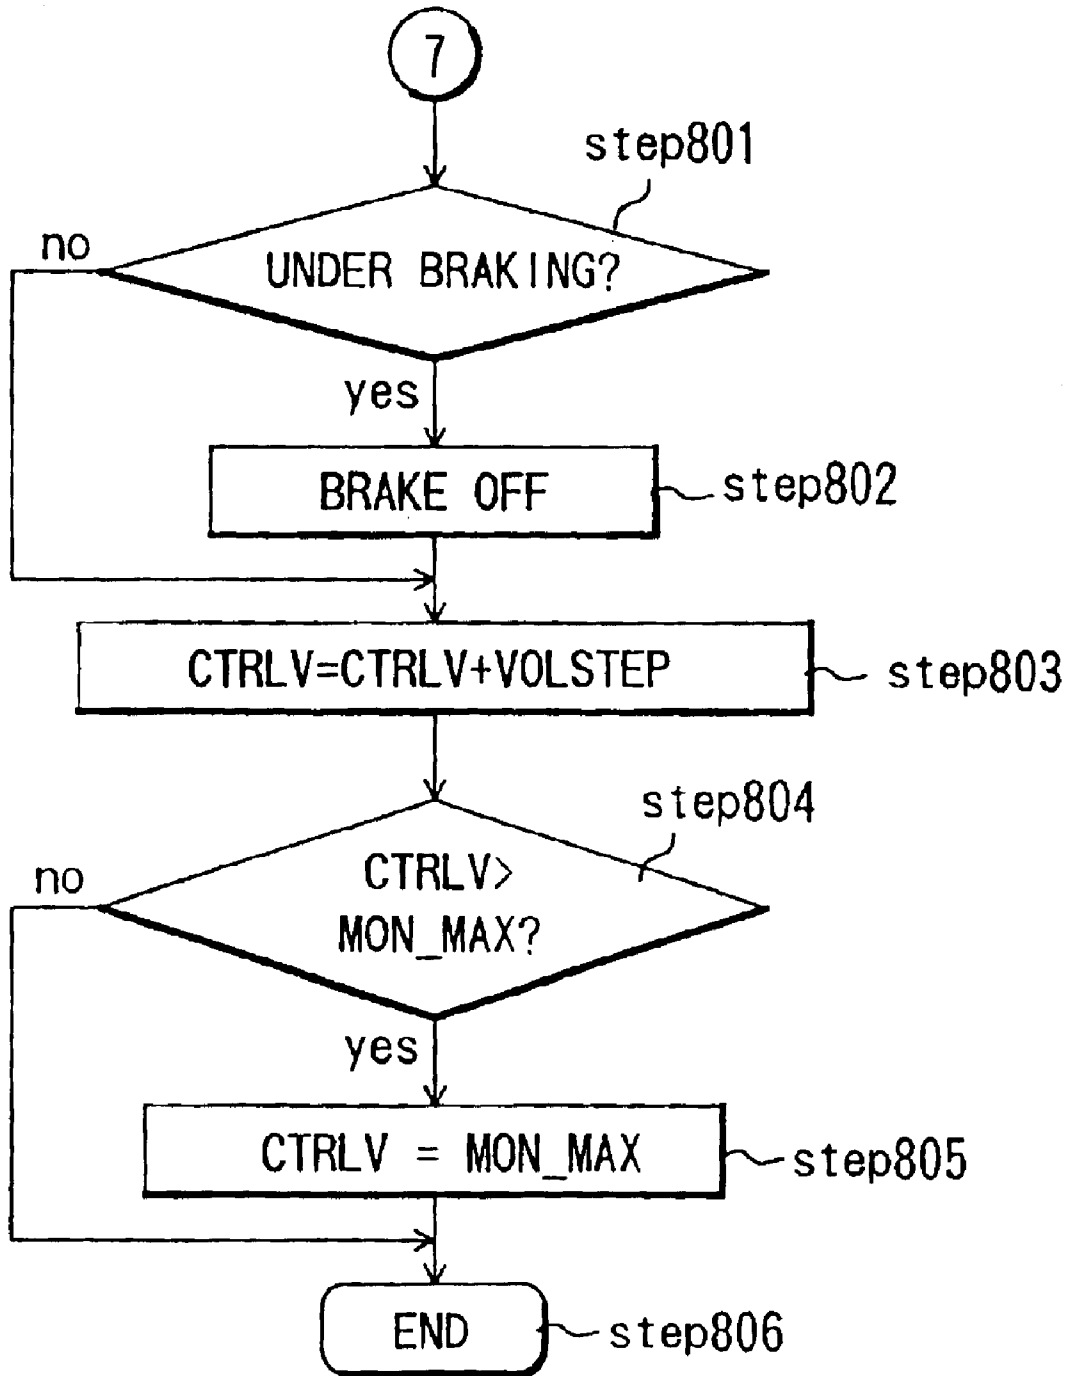 7
step801
no
UNDER BRAKING?
yes
BRAKE OFF
step802
CTRLV=CTRLV+VOLSTEP
step803
step804
no
CTRLV>
MON_MAX?
yes
CTRLV = MON_MAX
step805
END
step806